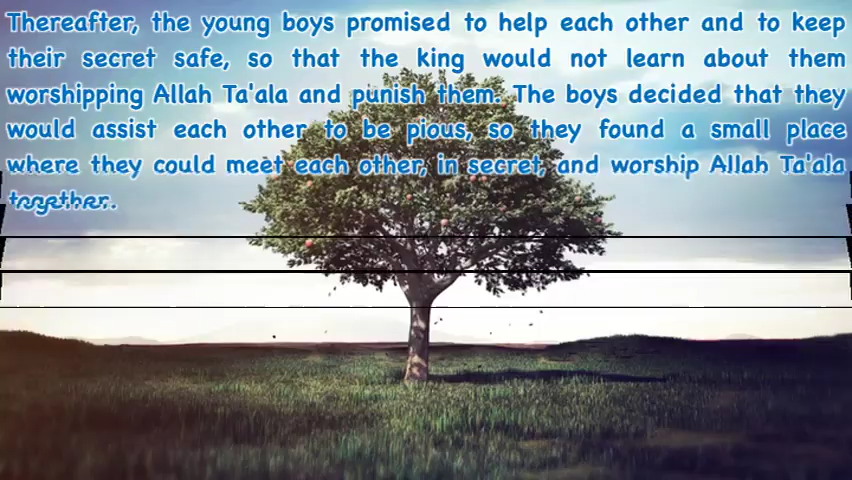 Thereafter, the young boys promised to help each other and to keep
their secret safe, so that the king would not learn about them
worshipping Allah Ta'ala and punish them. The boys decided that they
would assist each other to be pious, so they found a small place
where they could meet each other, in secret, and worship Allah Ta'ala
together.